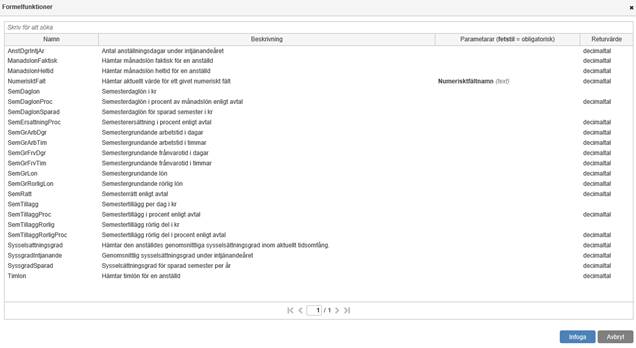 Formelfunktioner
Skriv för att söka
Namn Beskrivning Parametarar (fetstil = obligatorisk) Returvärde
AnstDgrIntjAr Antal anställningsdagar under intjänandeåret decimaltal
ManadslonFaktisk Hämtar månadslön faktisk för en anställd decimaltal
ManadslonHeltid Hämtar månadslön heltid för en anställd decimaltal
NumerisktFalt Hämtar aktuellt värde för ett givet numeriskt fält Numerisktfältnamn (text) decimaltal
SemDaglon Semesterdaglön i kr
SemDaglonProc Semesterdaglön i procent av månadslön enligt avtal decimaltal
SemDaglonSparad Semesterdaglön för sparad semester i kr
SemErsattningProc Semesterersättning i procent enligt avtal decimaltal
SemGrArbDgr Semestergrundande arbetstid i dagar decimaltal
SemGrArbTim Semestergrundande arbetstid i timmar decimaltal
SemGrFrvDgr Semestergrundande frånvarotid i dagar decimaltal
SemGrFrvTim Semestergrundande frånvarotid i timmar decimaltal
SemGrLon Semestergrundande lön decimaltal
SemGrRorligLon Semestergrundande rörlig lön decimaltal
SemRatt Semesterrätt enligt avtal decimaltal
SemTillagg Semestertillägg per dag i kr
SemTillaggProc Semestertillägg i procent enligt avtal decimaltal
SemTillaggRorlig Semestertillägg rörlig del i kr
SemTillaggRorligProc Semestertillägg rörlig del i procent enligt avtal decimaltal
Sysselsattningsgrad Hämtar den anställdes genomsnittliga sysselsättningsgrad inom aktuellt tidsomfång. decimaltal
SyssgradIntjanande Genomsnittlig sysselsättningsgrad under intjänandeåret decimaltal
SyssgradSparad Sysselsättningsgrad för sparad semester per år decimaltal
Timlon Hämtar timlön för en anställd decimaltal
1 / 1
Infoga Avbryt